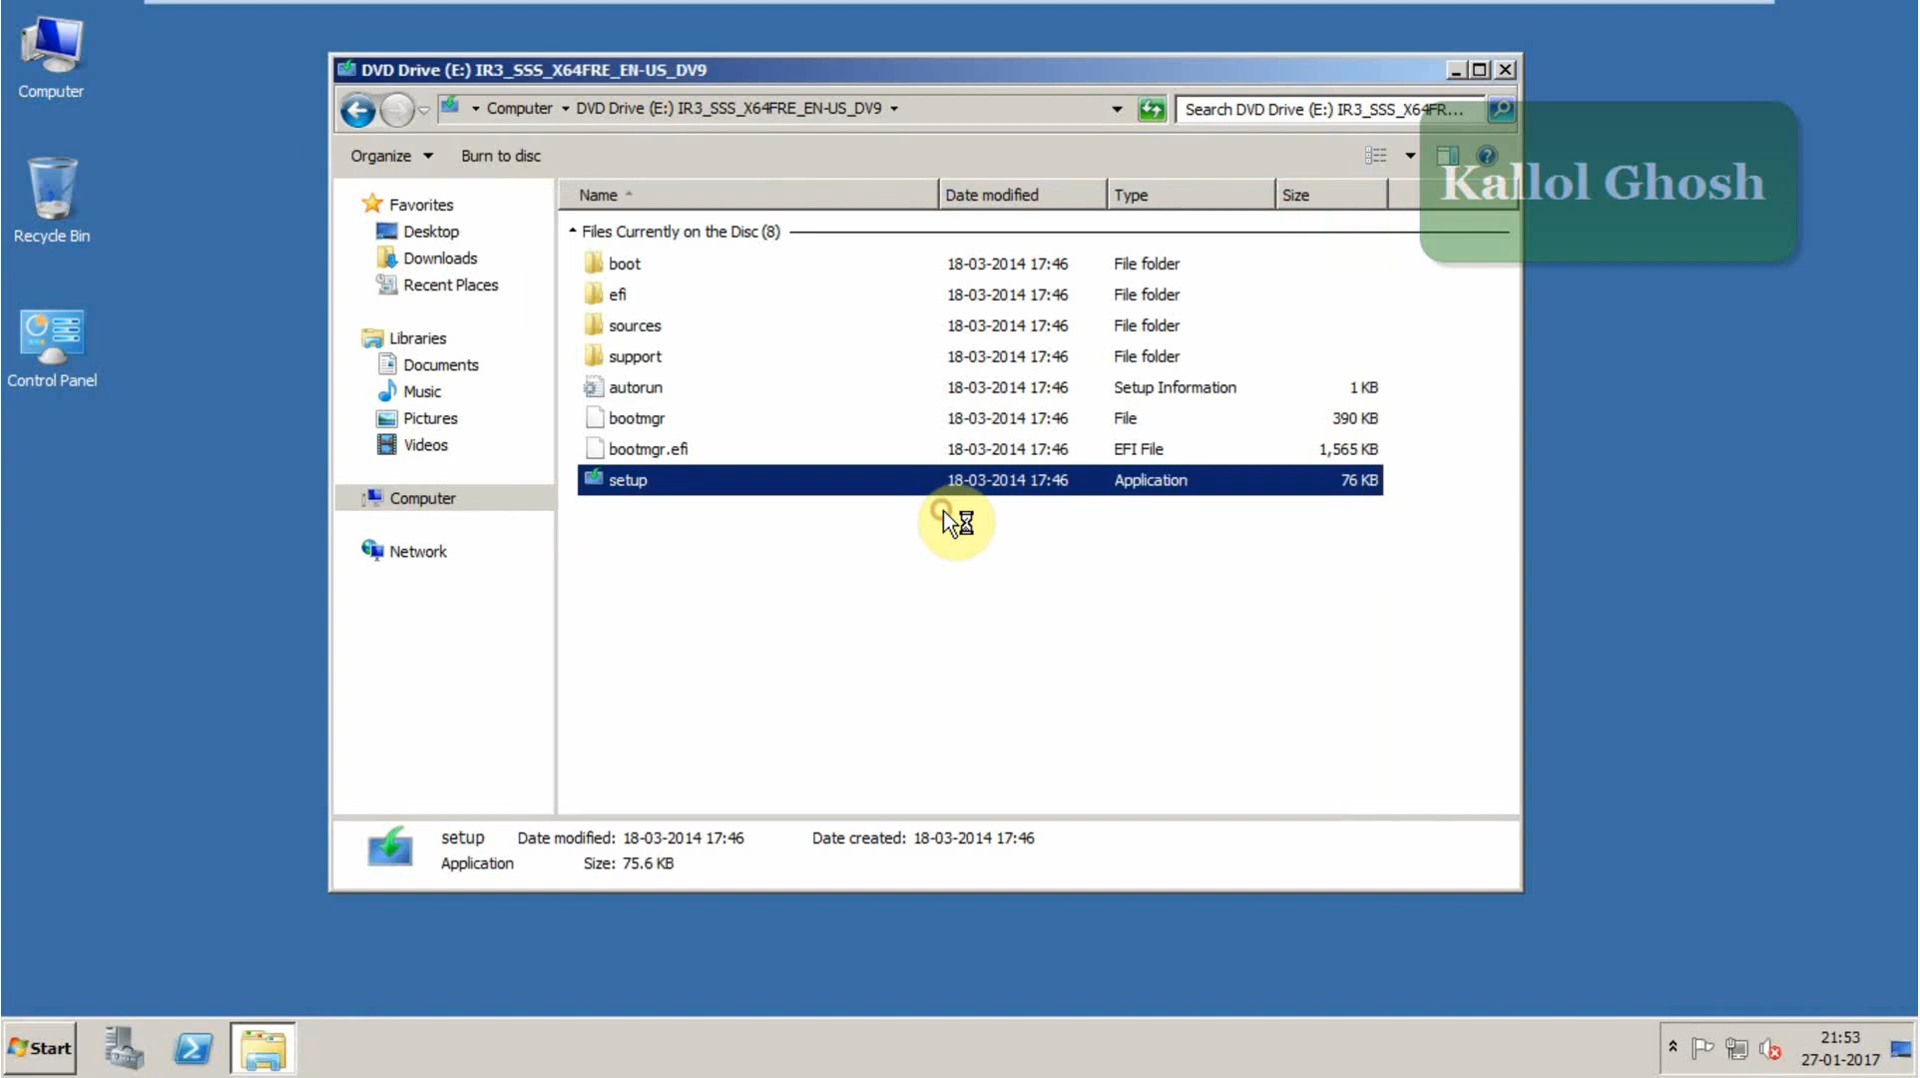 Computer
Recycle Bin
Control Panel
DVD Drive (E:) IR3_SSS_X64FRE_EN-US_DV9
Computer DVD Drive (E:) IR3_SSS_X64FRE_EN-US_DV9
Search DVD Drive (E:) IR3_SSS_X64FR...
Organize Burn to disc
Kallol Ghosh
Favorites
Desktop
Downloads
Recent Places
Libraries
Documents
Music
Pictures
Videos
Computer
Network
Name Date modified Type Size
Files Currently on the Disc (8)
boot 18-03-2014 17:46 File folder
efi 18-03-2014 17:46 File folder
sources 18-03-2014 17:46 File folder
support 18-03-2014 17:46 File folder
autorun 18-03-2014 17:46 Setup Information 1 KB
bootmgr 18-03-2014 17:46 File 390 KB
bootmgr.efi 18-03-2014 17:46 EFI File 1,565 KB
setup 18-03-2014 17:46 Application 76 KB
setup Date modified: 18-03-2014 17:46 Date created: 18-03-2014 17:46
Application Size: 75.6 KB
Start
21:53
27-01-2017